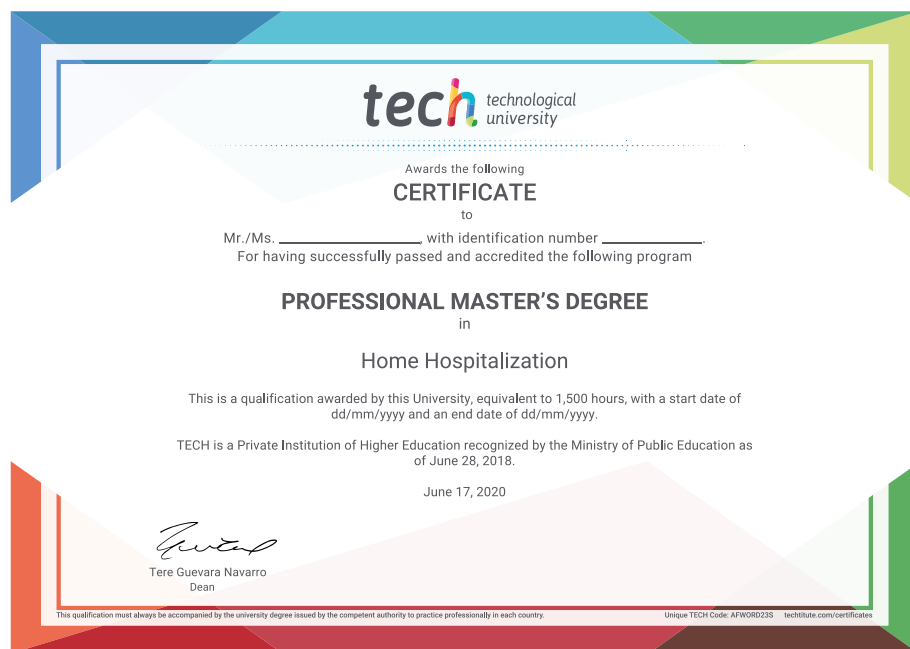 tech technological
university
Awards the following
CERTIFICATE
to
Mr./Ms. ____________________, with identification number ______________.
For having successfully passed and accredited the following program
PROFESSIONAL MASTER'S DEGREE
in
Home Hospitalization
This is a qualification awarded by this University, equivalent to 1,500 hours, with a start date of
dd/mm/yyyy and an end date of dd/mm/yyyy.
TECH is a Private Institution of Higher Education recognized by the Ministry of Public Education as
of June 28, 2018.
June 17, 2020
Tere Guevara Navarro
Dean
This qualification must always be accompanied by the university degree issued by the competent authority to practice professionally in each country.
Unique TECH Code: AFWORD23S techtitute.com/certificates